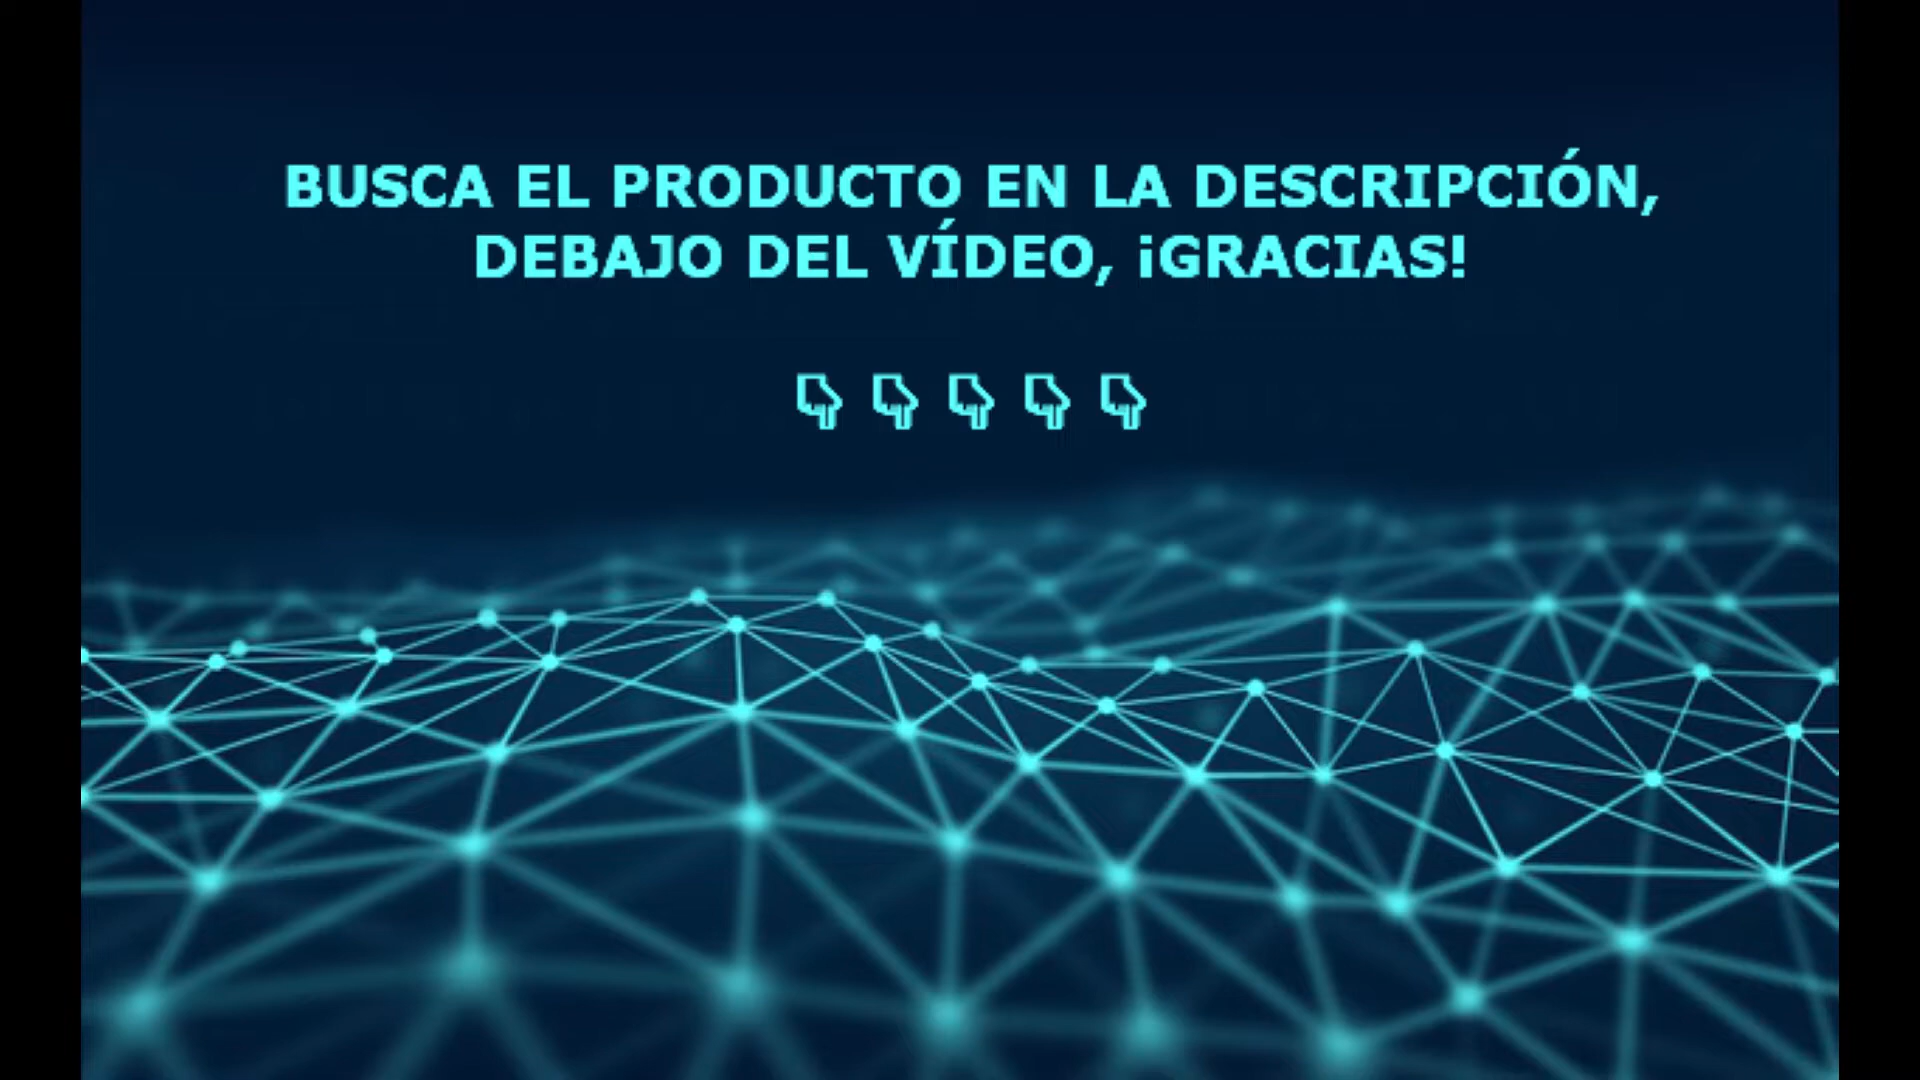 BUSCA EL PRODUCTO EN LA DESCRIPCIÓN,
DEBAJO DEL VÍDEO, ¡GRACIAS!